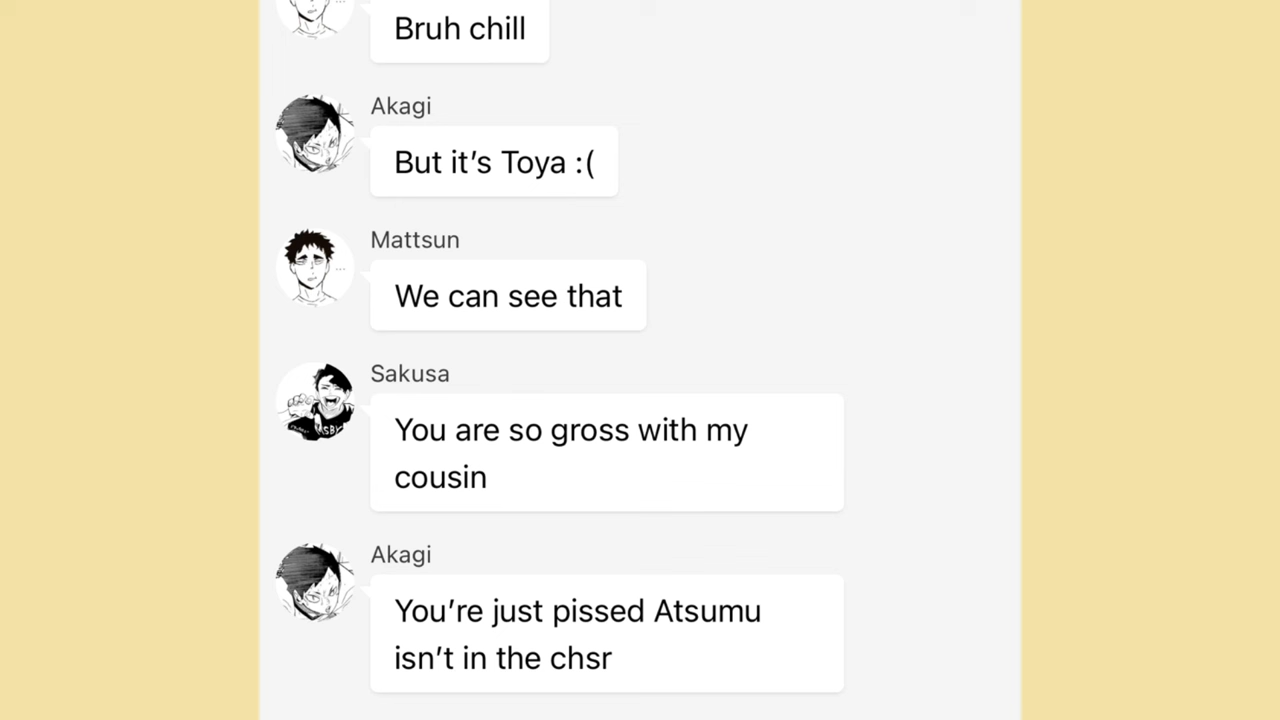 Bruh chill
Akagi
But it’s Toya :(
Mattsun
...
We can see that
Sakusa
MSBY
You are so gross with my
cousin
Akagi
You’re just pissed Atsumu
isn’t in the chsr